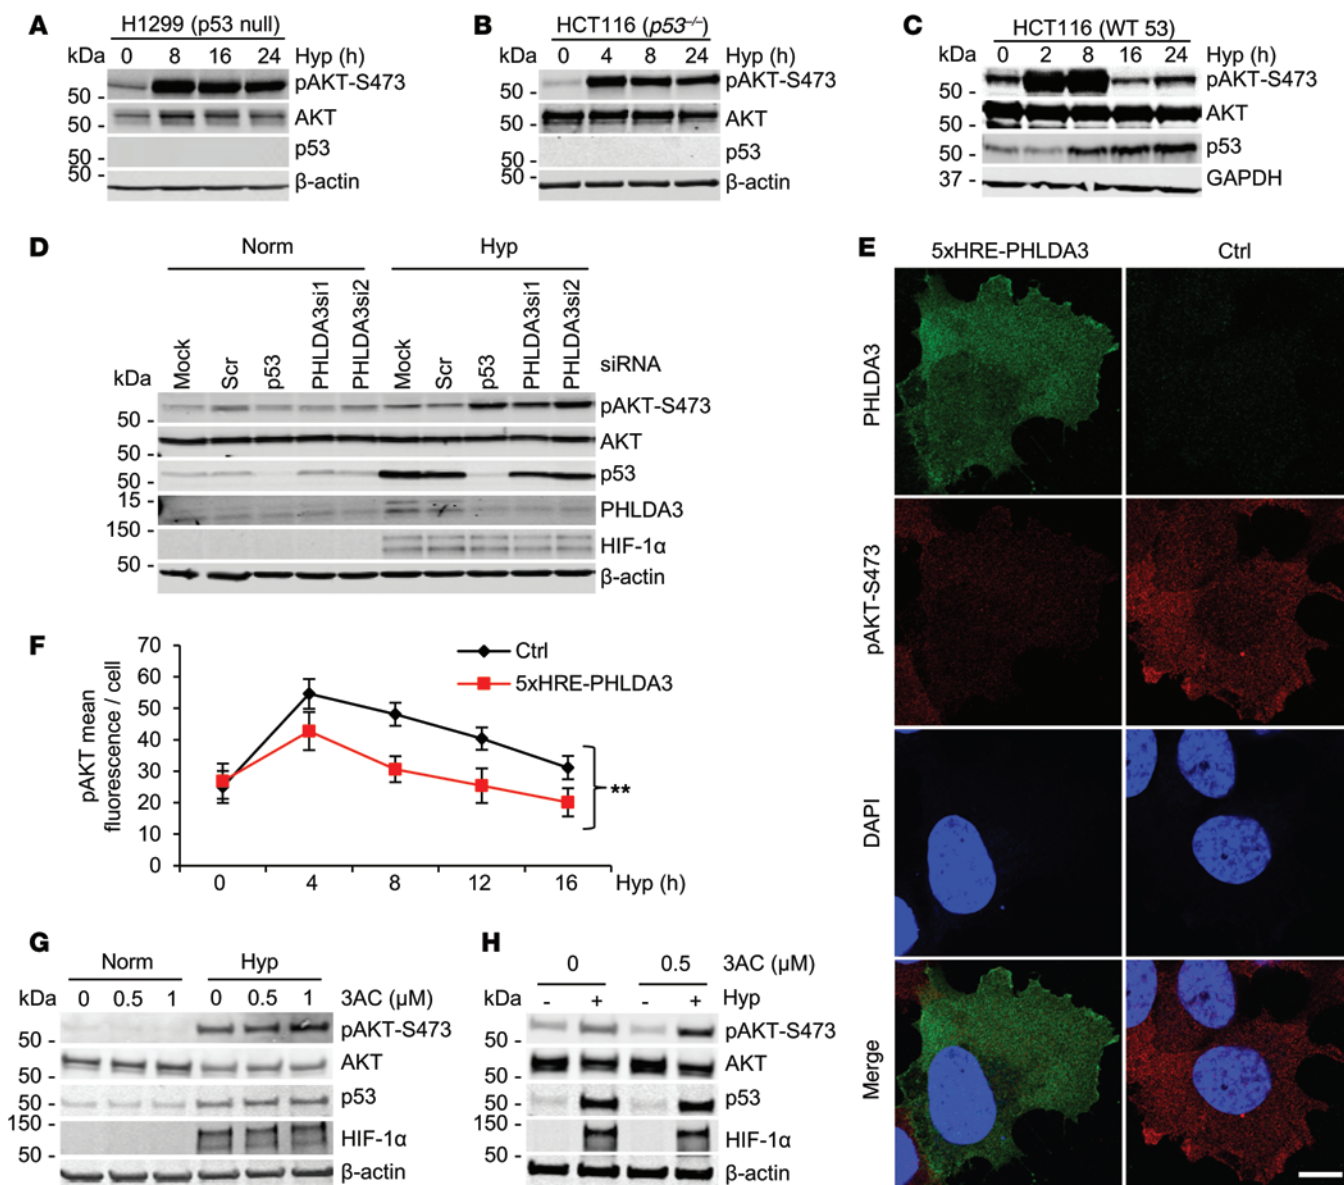 A
H1299 (p53 null)
kDa
0 8 16 24 Hyp (h)
50 - pAKT-S473
50 - AKT
50 - p53
50 - β-actin
B
HCT116 (p53–/–)
kDa
0 4 8 24 Hyp (h)
50 - pAKT-S473
50 - AKT
50 - p53
50 - β-actin
C
HCT116 (WT 53)
kDa
0 2 8 16 24 Hyp (h)
50 - pAKT-S473
50 - AKT
50 - p53
37 - GAPDH
D
Norm Hyp
kDa
Mock Scr p53 PHLDA3si1 PHLDA3si2 Mock Scr p53 PHLDA3si1 PHLDA3si2 siRNA
50 - pAKT-S473
50 - AKT
50 - p53
15 - PHLDA3
150 - HIF-1α
50 - β-actin
E
5xHRE-PHLDA3 Ctrl
PHLDA3
pAKT-S473
DAPI
Merge
F
pAKT mean
fluorescence / cell
70
60
50
40
30
20
10
0
0 4 8 12 16 Hyp (h)
Ctrl
5xHRE-PHLDA3
**
G
Norm Hyp
kDa
0 0.5 1 0 0.5 1 3AC (µM)
50 - pAKT-S473
50 - AKT
50 - p53
150 - HIF-1α
50 - β-actin
H
0 0.5 3AC (µM)
kDa
- + - + Hyp
50 - pAKT-S473
50 - AKT
50 - p53
150 - HIF-1α
50 - β-actin